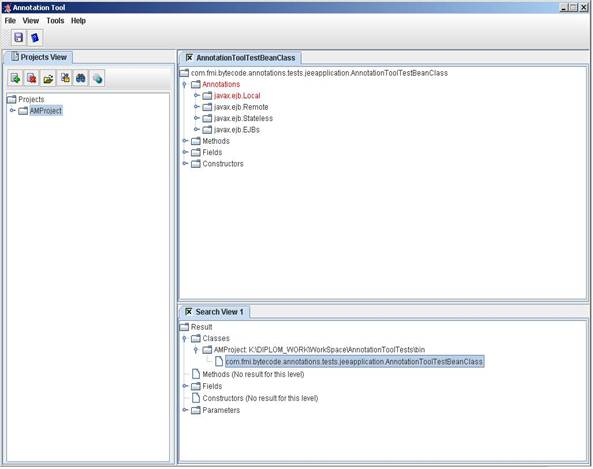 Annotation Tool
File View Tools Help
Projects View
Projects
AMProject
AnnotationToolTestBeanClass
com.fmi.bytecode.annotations.tests.jeeapplication.AnnotationToolTestBeanClass
Annotations
javax.ejb.Local
javax.ejb.Remote
javax.ejb.Stateless
javax.ejb.EJBs
Methods
Fields
Constructors
Search View 1
Result
Classes
AMProject: K:\DIPLOM_WORK\WorkSpace\AnnotationToolTests\bin
com.fmi.bytecode.annotations.tests.jeeapplication.AnnotationToolTestBeanClass
Methods (No result for this level)
Fields
Constructors (No result for this level)
Parameters